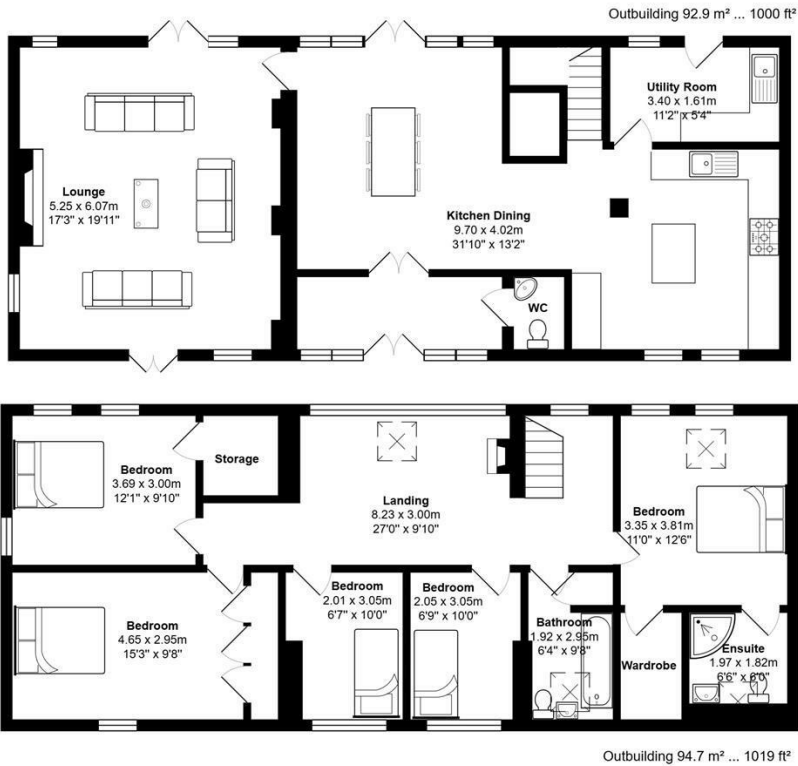 Outbuilding 92.9 m² ... 1000 ft²
Utility Room
3.40 x 1.61m
11'2" x 5'4"
Lounge
5.25 x 6.07m
17'3" x 19'11"
Kitchen Dining
9.70 x 4.02m
31'10" x 13'2"
WC
Bedroom
3.69 x 3.00m
12'1" x 9'10"
Storage
Landing
8.23 x 3.00m
27'0" x 9'10"
Bedroom
3.35 x 3.81m
11'0" x 12'6"
Bedroom
4.65 x 2.95m
15'3" x 9'8"
Bedroom
2.01 x 3.05m
6'7" x 10'0"
Bedroom
2.05 x 3.05m
6'9" x 10'0"
Bathroom
1.92 x 2.95m
6'4" x 9'8"
Wardrobe
Ensuite
1.97 x 1.82m
6'6" x 6'0"
Outbuilding 94.7 m² ... 1019 ft²